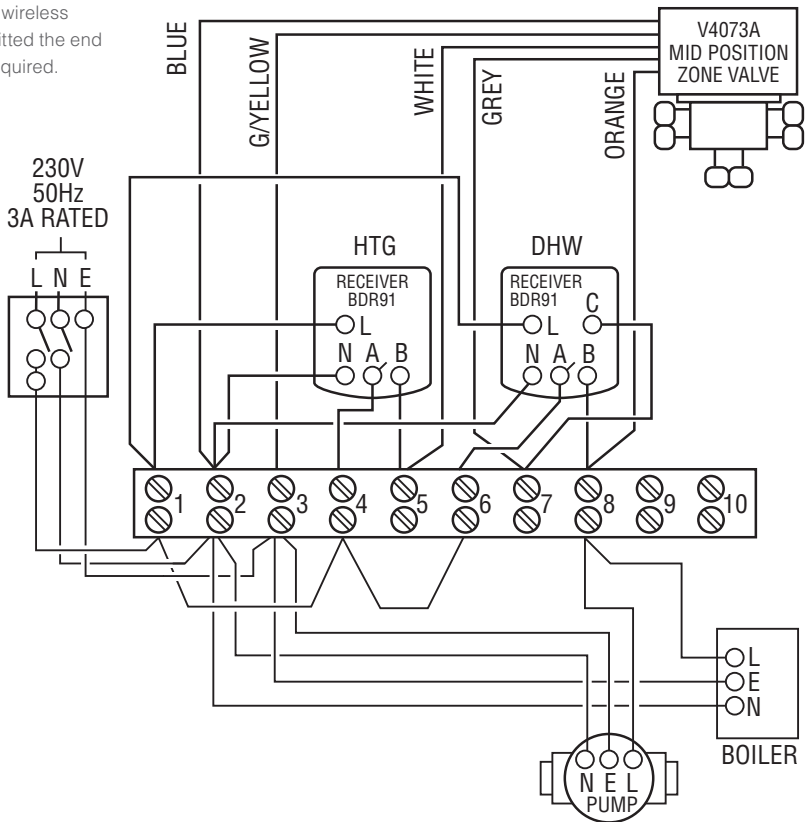 wireless
itted the end
quired.
BLUE
G/YELLOW
WHITE
GREY
ORANGE
V4073A
MID POSITION
ZONE VALVE
230V
50Hz
3A RATED
L N E
HTG
DHW
RECEIVER
BDR91
L
N A B
RECEIVER
BDR91
C
L
N A B
1 2 3 4 5 6 7 8 9 10
L
E
N
BOILER
N E L
PUMP